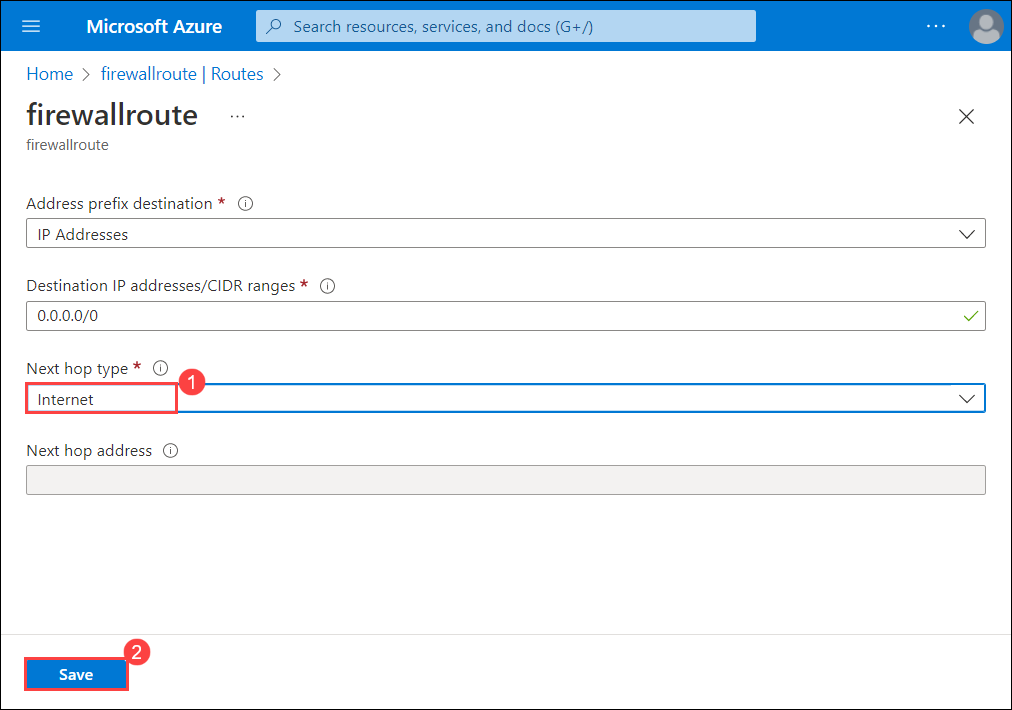 Microsoft Azure
Search resources, services, and docs (G+/)
...
Home > firewallroute | Routes >
firewallroute ...
firewallroute
Address prefix destination *
IP Addresses
Destination IP addresses/CIDR ranges *
0.0.0.0/0
Next hop type *
1
Internet
Next hop address
2
Save